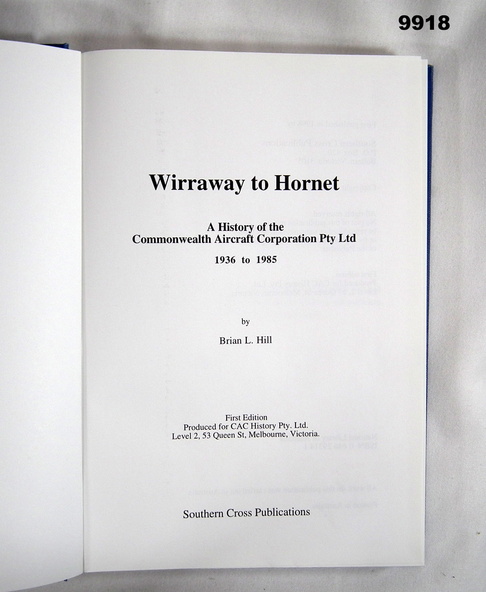 9918
Wirraway to Hornet
A History of the
Commonwealth Aircraft Corporation Pty Ltd
1936 to 1985
by
Brian L. Hill
First Edition
Produced for CAC History Pty. Ltd.
Level 2, 53 Queen St, Melbourne, Victoria.
Southern Cross Publications